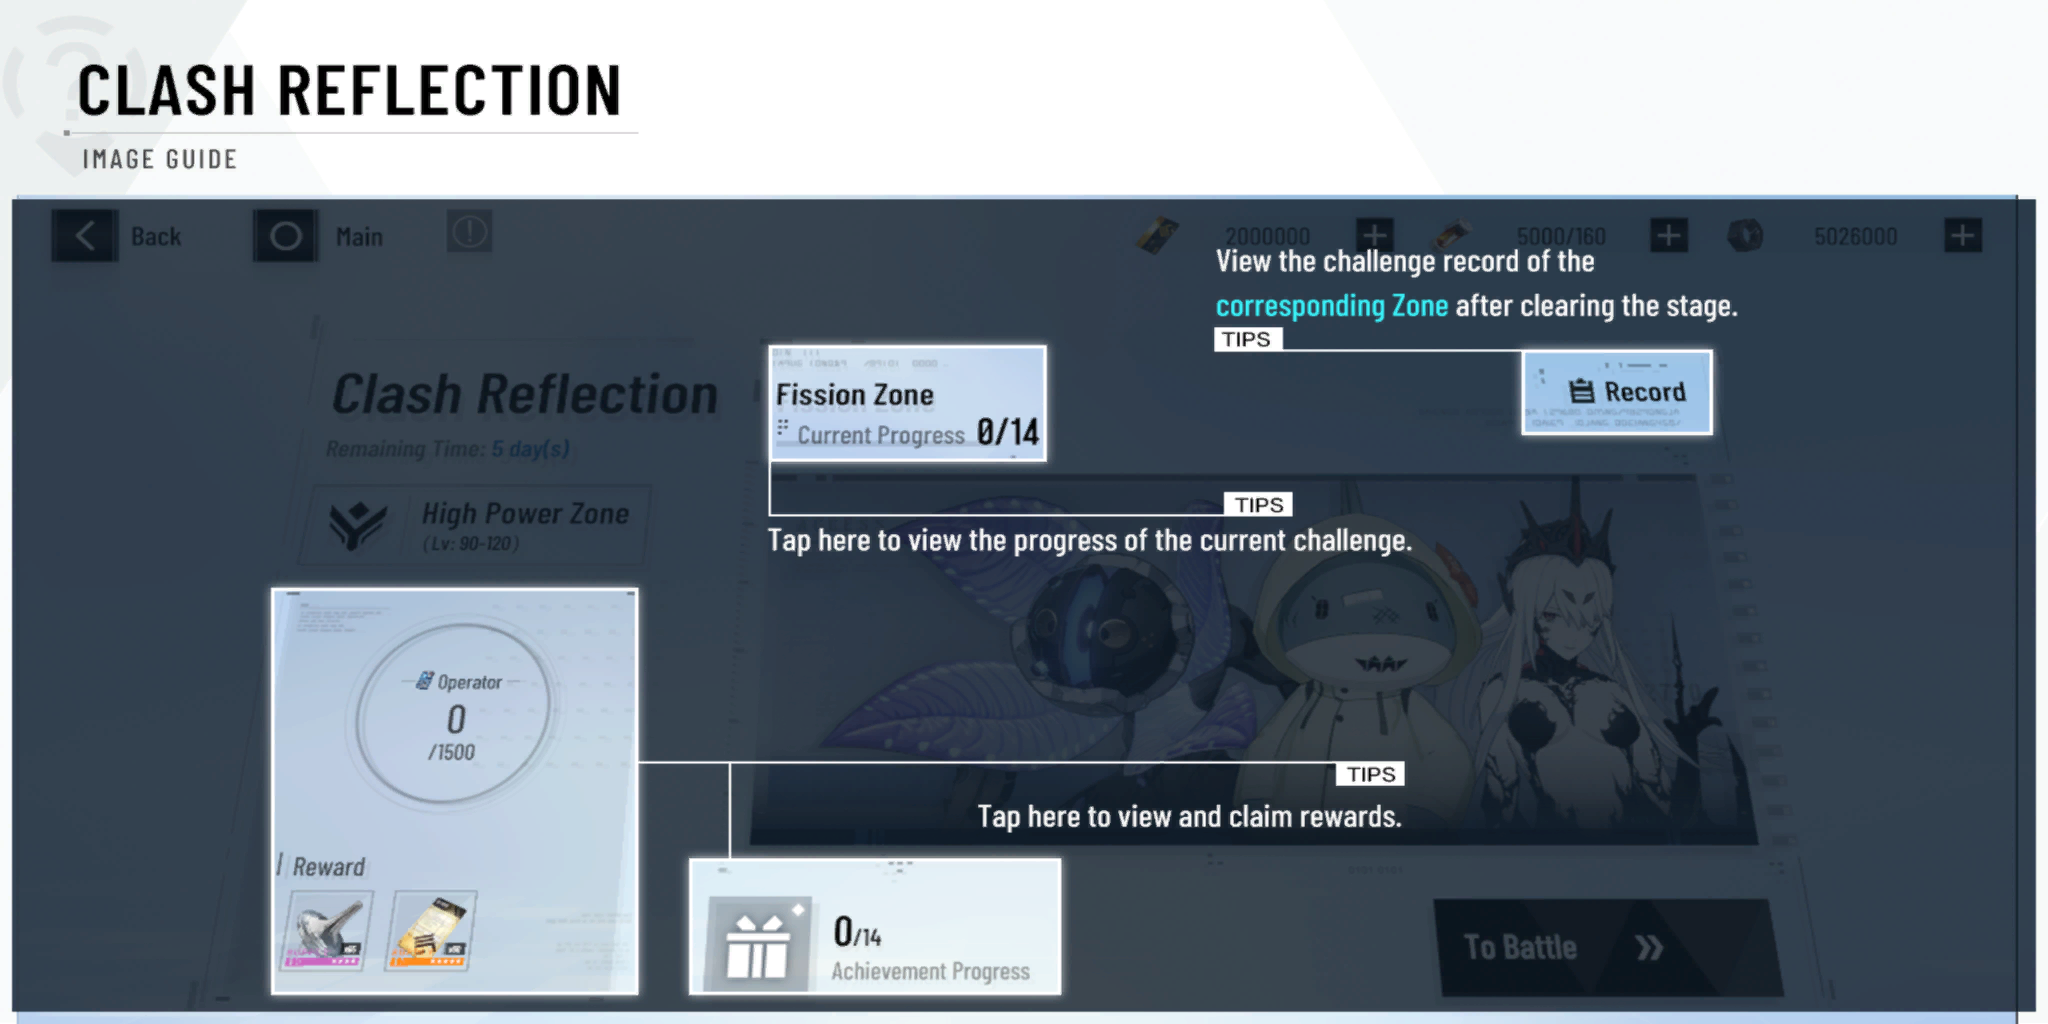 CLASH REFLECTION
IMAGE GUIDE
Back
Main
2000000
5000/160
5026000
View the challenge record of the
corresponding Zone after clearing the stage.
TIPS
Record
Clash Reflection
Remaining Time: 5 day(s)
Fission Zone
Current Progress 0/14
TIPS
Tap here to view the progress of the current challenge.
High Power Zone
(Lv: 90-120)
Operator
0
/1500
TIPS
Tap here to view and claim rewards.
Reward
0/14
Achievement Progress
To Battle